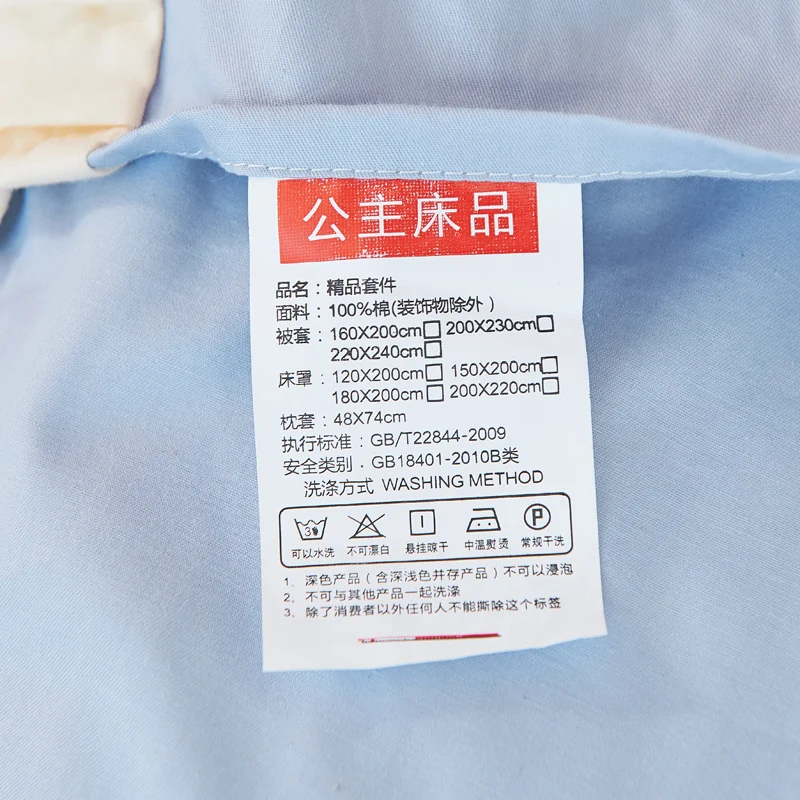 公主床品
品名：精品套件
面料：100%棉(装饰物除外）
被套：160X200cm□ 200X230cm□
220X240cm□
床罩：120X200cm□ 150X200cm□
180X200cm□ 200X220cm□
枕套：48X74cm
执行标准：GB/T22844-2009
安全类别．GB18401-2010B类
洗涤方式 WASHING METHOD
可以水洗 不可漂白 悬挂晾干 中温熨烫 常规干洗
1、深色产品（含深浅色并存产品）不可以浸泡
2、不可与其他产品一起洗涤
3、除了消费者以外任何人不能撕除这个标签